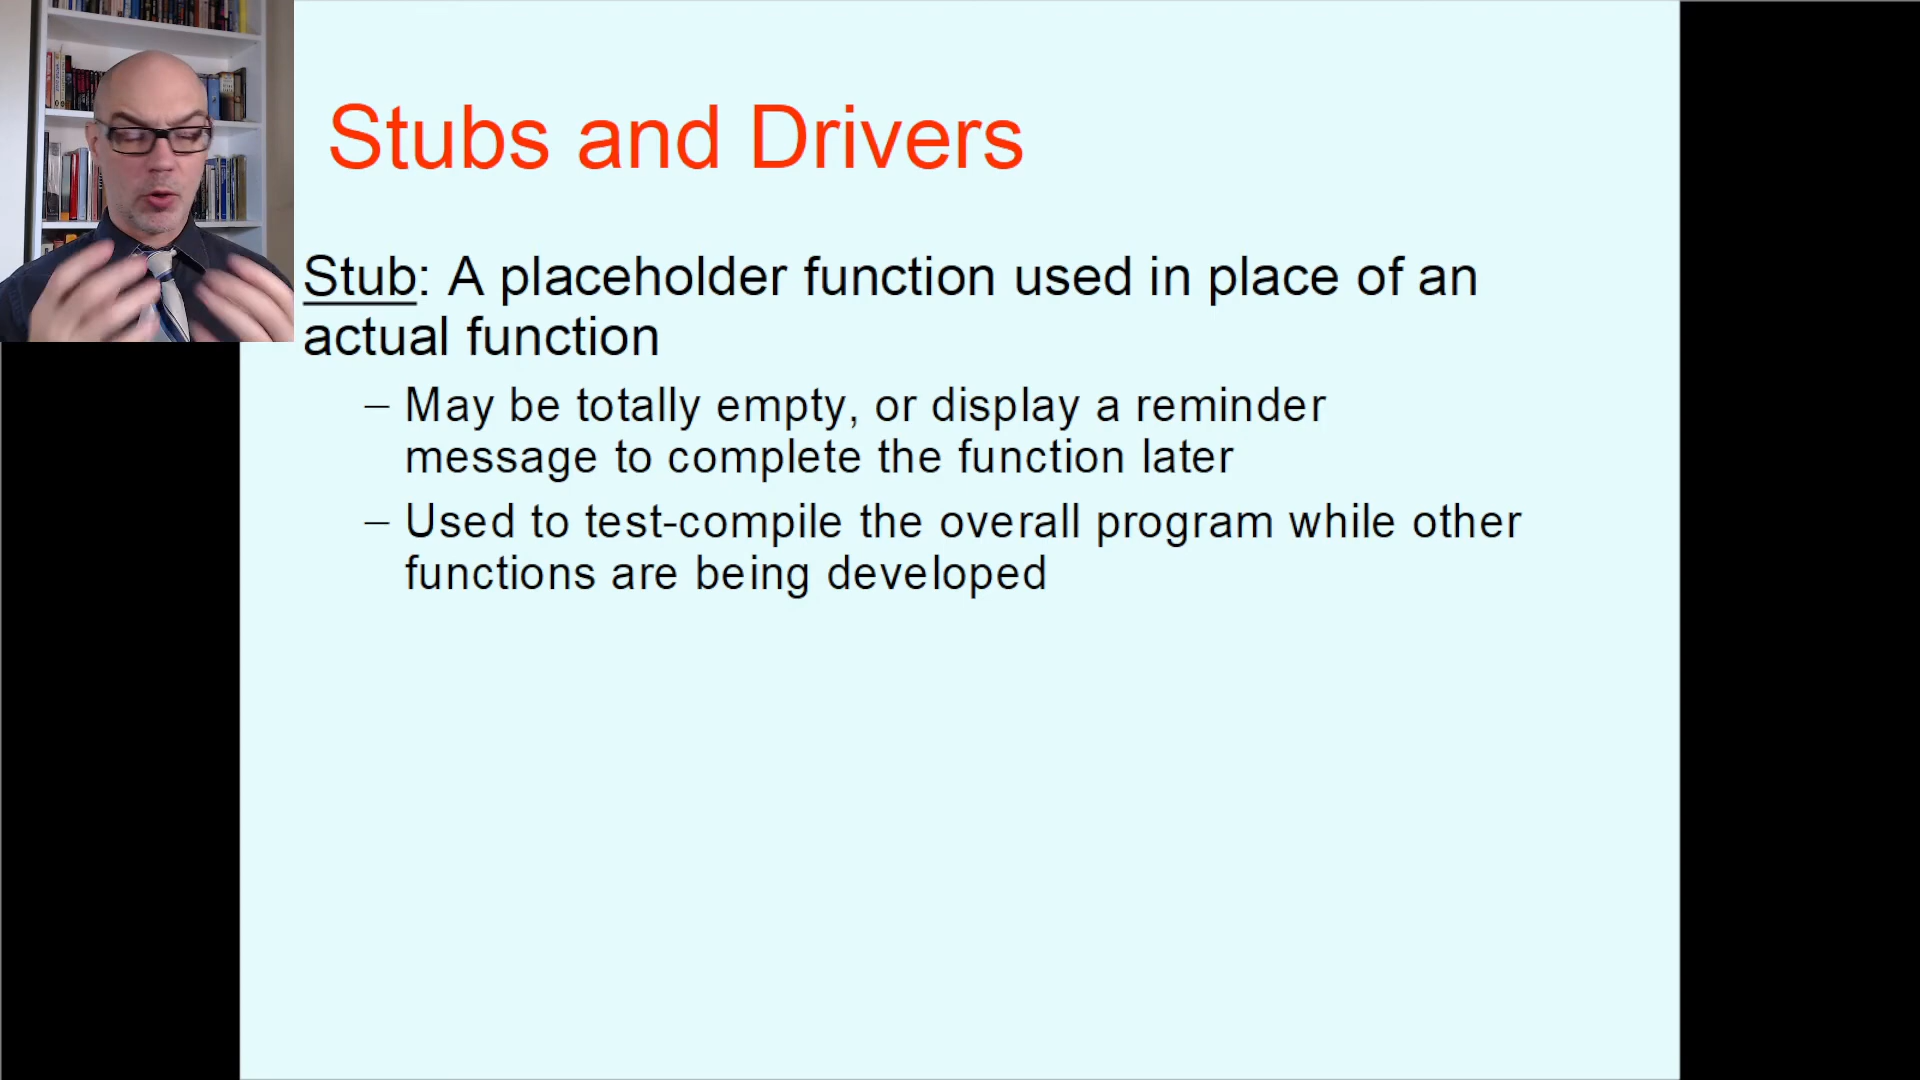 Stubs and Drivers
Stub: A placeholder function used in place of an
actual function
– May be totally empty, or display a reminder
message to complete the function later
– Used to test-compile the overall program while other
functions are being developed